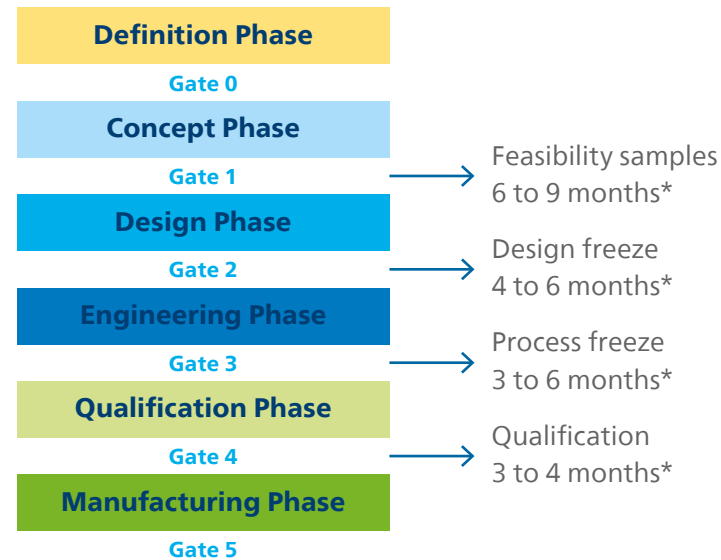 Definition Phase
Gate 0
Concept Phase
Gate 1
Feasibility samples
6 to 9 months*
Design Phase
Gate 2
Design freeze
4 to 6 months*
Engineering Phase
Gate 3
Process freeze
3 to 6 months*
Qualification Phase
Gate 4
Qualification
3 to 4 months*
Manufacturing Phase
Gate 5